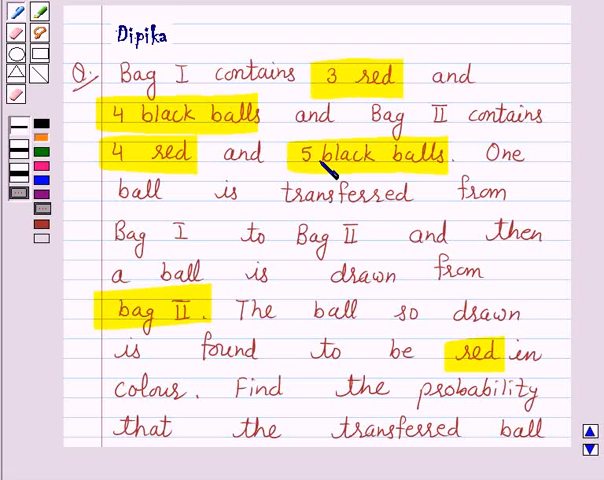 Dipika
Q. Bag I contains 3 red and
4 black balls and Bag II contains
4 red and 5 black balls. One
ball is transferred from
Bag I to Bag II and then
a ball is drawn from
bag II. The ball so drawn
is found to be red in
colour. Find the probability
that the transferred ball